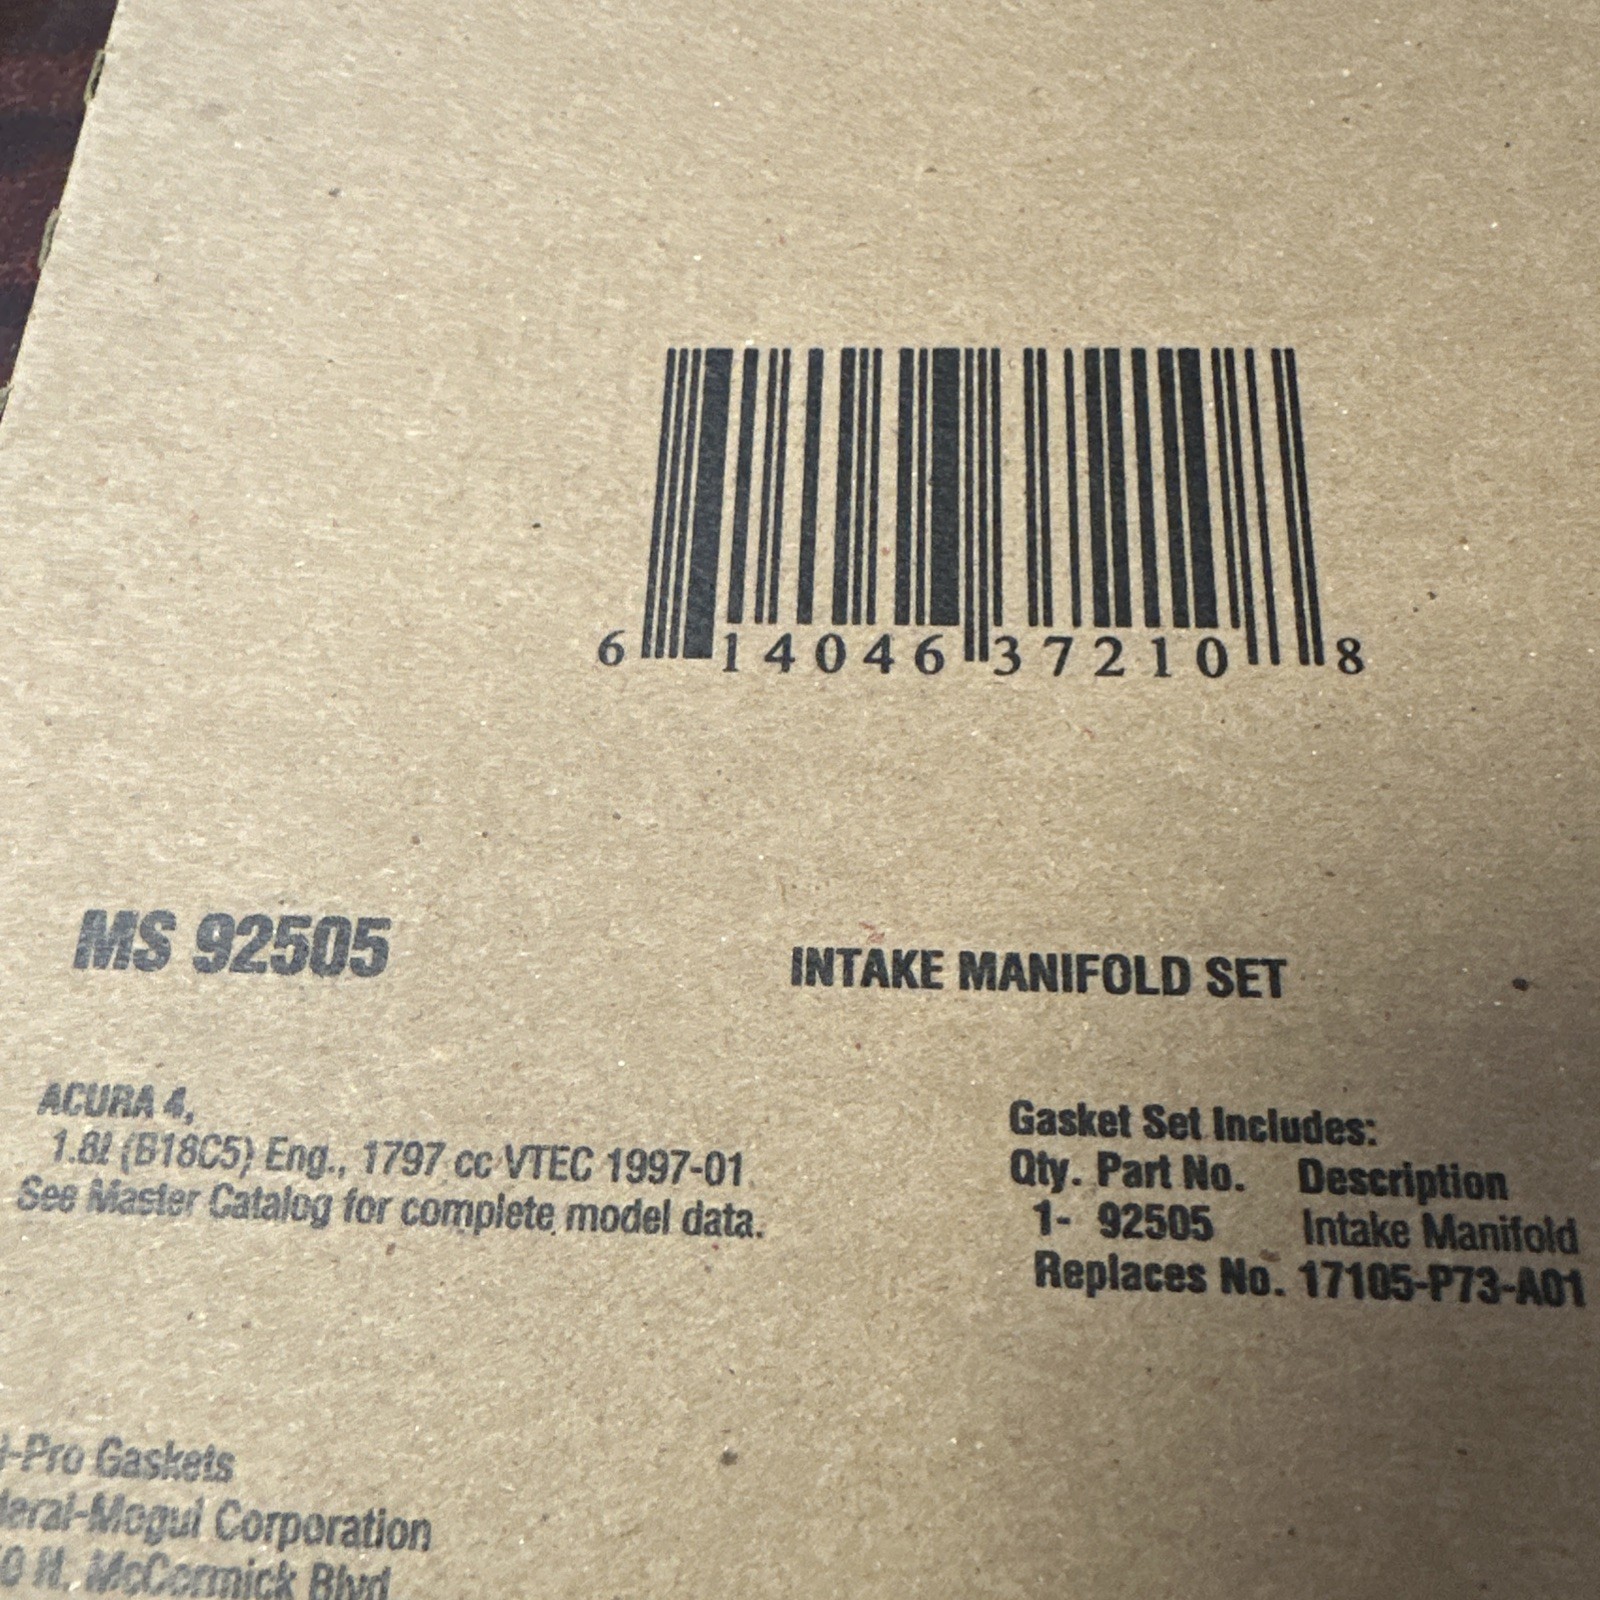 6 14046 37210 8
MS 92505
INTAKE MANIFOLD SET
ACURA 4,
1.8ℓ (B18C5) Eng., 1797 cc VTEC 1997-01
See Master Catalog for complete model data.
Gasket Set Includes:
Qty. Part No. Description
1- 92505 Intake Manifold
Replaces No. 17105-P73-A01
-Pro Gaskets
deral-Mogul Corporation
0 N. McCormick Blvd